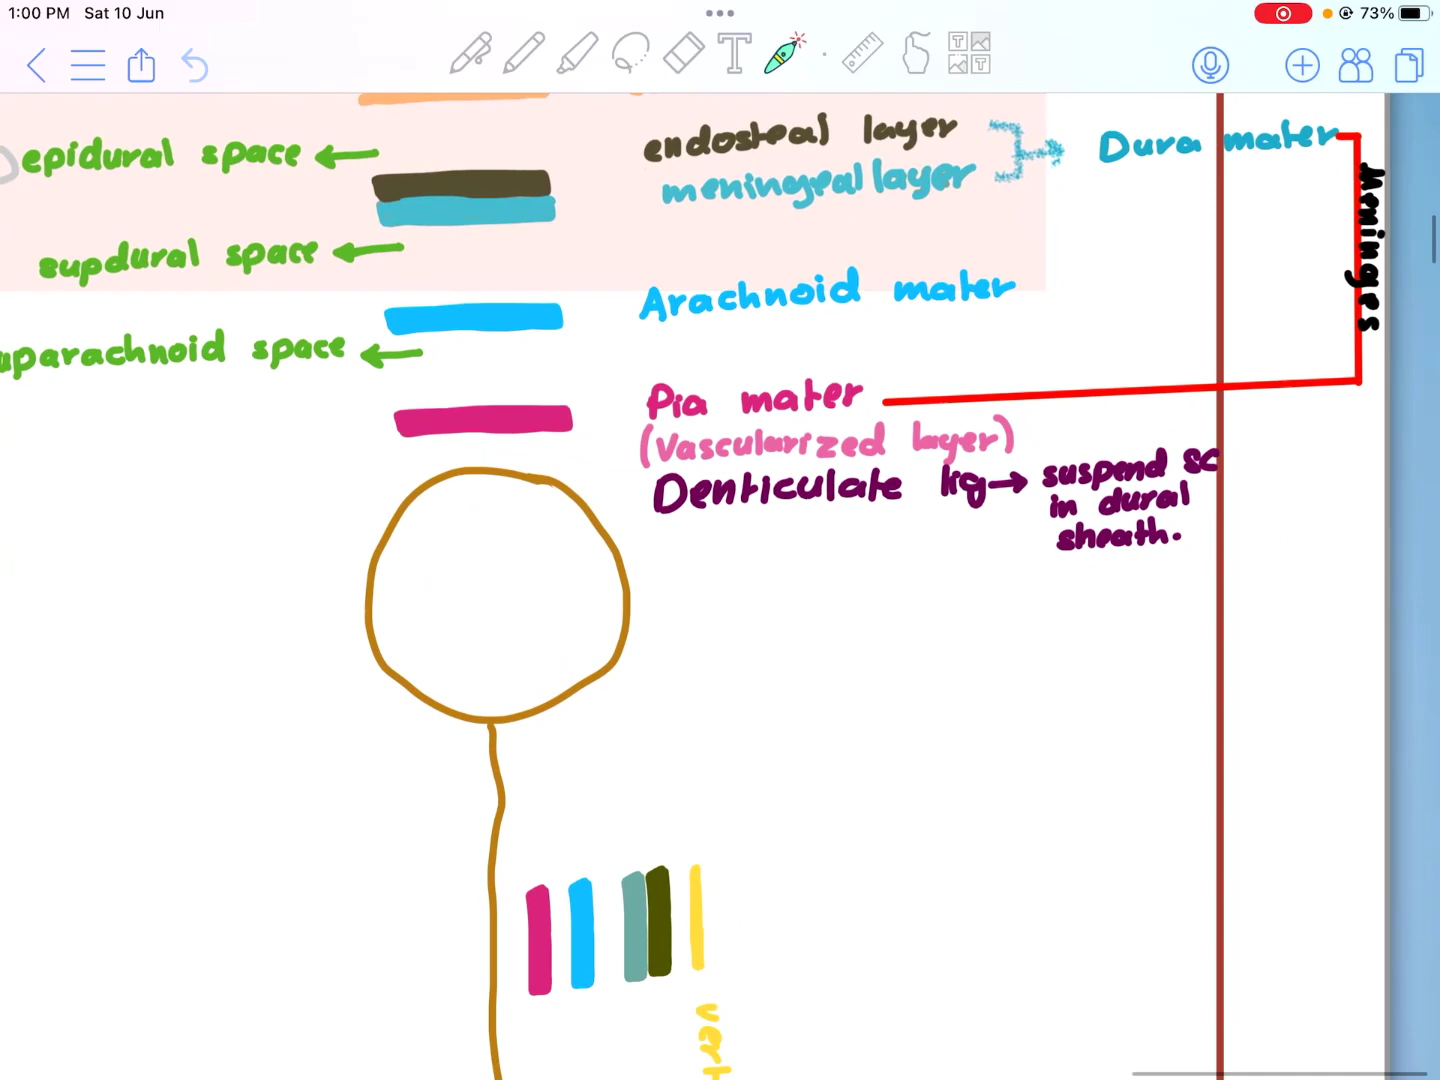 1:00 PM Sat 10 Jun
73%
epidural space
endosteal layer
meningeal layer
Dura mater
Meninges
supdural space
Arachnoid mater
uparachnoid space
Pia mater
(Vascularized layer)
Denticulate lig → suspend SC
in dural
sheath.
vert